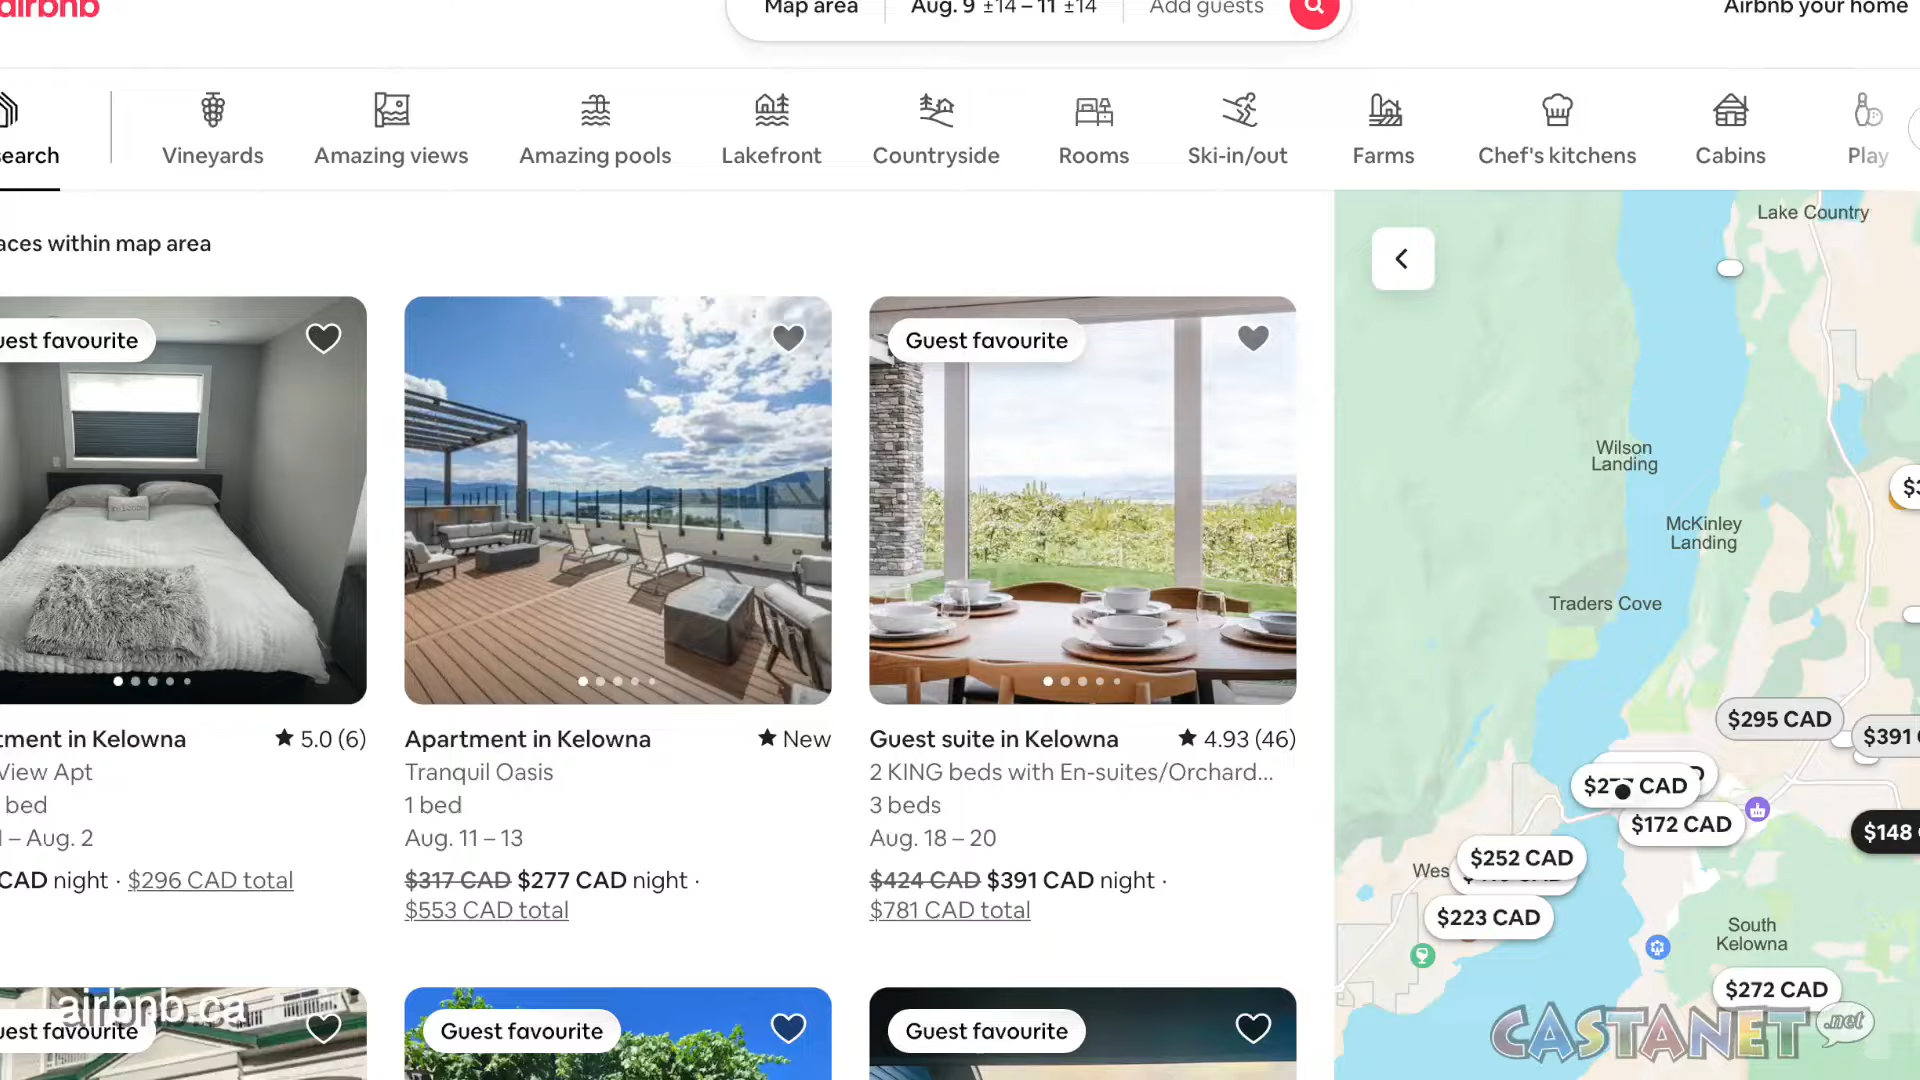 airbnb
Map area
Aug. 9 ±14 – 11 ±14
Add guests
Airbnb your home
search
Vineyards
Amazing views
Amazing pools
Lakefront
Countryside
Rooms
Ski-in/out
Farms
Chef's kitchens
Cabins
Play
aces within map area
uest favourite
Guest favourite
tment in Kelowna
5.0 (6)
View Apt
bed
– Aug. 2
CAD night · $296 CAD total
Apartment in Kelowna
New
Tranquil Oasis
1 bed
Aug. 11 – 13
$317 CAD $277 CAD night ·
$553 CAD total
Guest suite in Kelowna
4.93 (46)
2 KING beds with En-suites/Orchard...
3 beds
Aug. 18 – 20
$424 CAD $391 CAD night ·
$781 CAD total
uest favourite
airbnb.ca
Guest favourite
Guest favourite
Lake Country
Wilson
Landing
McKinley
Landing
Traders Cove
$295 CAD
$391
CAD
$172 CAD
$148
$252 CAD
Wes
$223 CAD
South
Kelowna
$272 CAD
CASTANET
.net